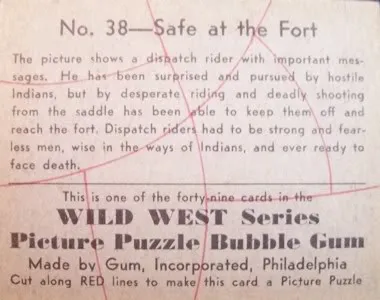 No. 38—Safe at the Fort
The picture shows a dispatch rider with important mes-
sages. He has been surprised and pursued by hostile
Indians, but by desperate riding and deadly shooting
from the saddle has been able to keep them off and
reach the fort. Dispatch riders had to be strong and fear-
less men, wise in the ways of Indians, and ever ready to
face death.
This is one of the forty-nine cards in the
WILD WEST Series
Picture Puzzle Bubble Gum
Made by Gum, Incorporated, Philadelphia
Cut along RED lines to make this card a Picture Puzzle